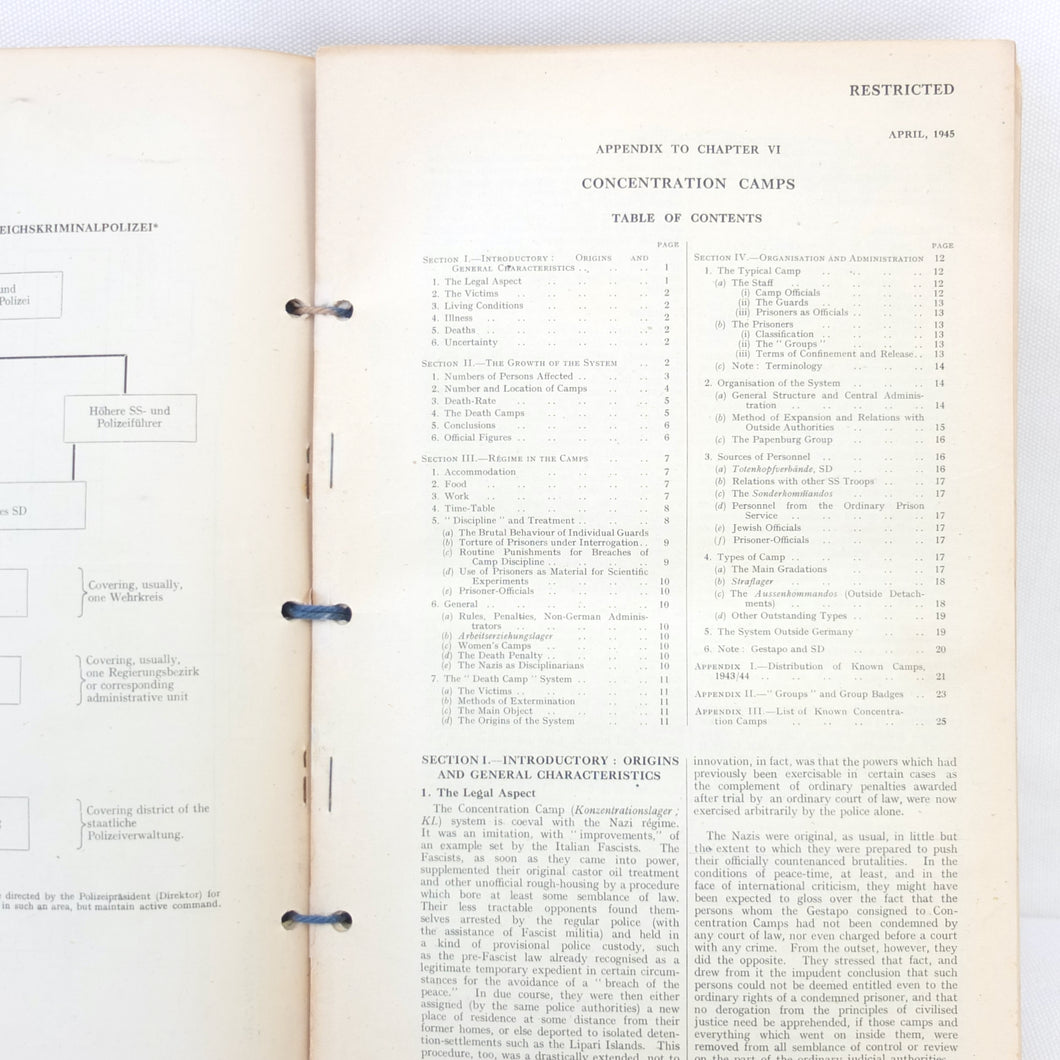 EICHSKRIMINALPOLIZEI*
und
Polizei
Höhere SS- und
Polizeiführer
es SD
Covering, usually,
one Wehrkreis
Covering, usually,
one Regierungsbezirk
or corresponding
administrative unit
Covering district of the
staatliche
Polizeiverwaltung.
directed by the Polizeipräsident (Direktor) for
in such an area, but maintain active command.
RESTRICTED
APRIL, 1945
APPENDIX TO CHAPTER VI
CONCENTRATION CAMPS
TABLE OF CONTENTS
PAGE
SECTION I.—INTRODUCTORY: ORIGINS AND
GENERAL CHARACTERISTICS .. .. .. 1
1. The Legal Aspect .. .. .. .. 1
2. The Victims .. .. .. .. .. 2
3. Living Conditions .. .. .. .. 2
4. Illness .. .. .. .. .. 2
5. Deaths .. .. .. .. .. 2
6. Uncertainty .. .. .. .. .. 2
SECTION II.—THE GROWTH OF THE SYSTEM .. 2
1. Numbers of Persons Affected .. .. .. 3
2. Number and Location of Camps .. .. 4
3. Death-Rate .. .. .. .. .. 5
4. The Death Camps .. .. .. .. 5
5. Conclusions .. .. .. .. .. 6
6. Official Figures .. .. .. .. .. 6
SECTION III.—RÉGIME IN THE CAMPS .. .. 7
1. Accommodation .. .. .. .. 7
2. Food .. .. .. .. .. 7
3. Work .. .. .. .. .. 7
4. Time-Table .. .. .. .. .. 8
5. "Discipline" and Treatment .. .. .. 8
(a) The Brutal Behaviour of Individual Guards
(b) Torture of Prisoners under Interrogation .. 9
(c) Routine Punishments for Breaches of
Camp Discipline .. .. .. .. 9
(d) Use of Prisoners as Material for Scientific
Experiments .. .. .. .. 10
(e) Prisoner-Officials .. .. .. .. 10
6. General .. .. .. .. .. .. 10
(a) Rules, Penalties, Non-German Adminis-
trators .. .. .. .. .. 10
(b) Arbeitserziehungslager .. .. .. 10
(c) Women's Camps .. .. .. .. 10
(d) The Death Penalty .. .. .. .. 10
(e) The Nazis as Disciplinarians .. .. 10
7. The "Death Camp" System .. .. .. 11
(a) The Victims .. .. .. .. .. 11
(b) Methods of Extermination .. .. 11
(c) The Main Object .. .. .. .. 11
(d) The Origins of the System .. .. 11
PAGE
SECTION IV.—ORGANISATION AND ADMINISTRATION 12
1. The Typical Camp .. .. .. .. 12
(a) The Staff .. .. .. .. .. 12
(i) Camp Officials .. .. .. .. 12
(ii) The Guards .. .. .. .. 13
(iii) Prisoners as Officials .. .. .. 13
(b) The Prisoners .. .. .. .. 13
(i) Classification .. .. .. .. 13
(ii) The "Groups" .. .. .. .. 13
(iii) Terms of Confinement and Release .. 13
(c) Note: Terminology .. .. .. 14
2. Organisation of the System .. .. .. 14
(a) General Structure and Central Adminis-
tration .. .. .. .. .. 14
(b) Method of Expansion and Relations with
Outside Authorities .. .. .. 15
(c) The Papenburg Group .. .. .. 16
3. Sources of Personnel .. .. .. .. 16
(a) Totenkopfverbände, SD .. .. .. 16
(b) Relations with other SS Troops .. .. 17
(c) The Sonderkommandos .. .. .. 17
(d) Personnel from the Ordinary Prison
Service .. .. .. .. .. 17
(e) Jewish Officials .. .. .. .. 17
(f) Prisoner-Officials .. .. .. .. 17
4. Types of Camp .. .. .. .. .. 17
(a) The Main Gradations .. .. .. 17
(b) Straflager .. .. .. .. .. 18
(c) The Aussenkommandos (Outside Detach-
ments) .. .. .. .. .. 18
(d) Other Outstanding Types .. .. .. 19
5. The System Outside Germany .. .. .. 19
6. Note: Gestapo and SD .. .. .. 20
APPENDIX I.—Distribution of Known Camps,
1943/44 .. .. .. .. .. .. 21
APPENDIX II.—"Groups" and Group Badges .. 23
APPENDIX III.—List of Known Concentra-
tion Camps .. .. .. .. .. 25
SECTION I.—INTRODUCTORY: ORIGINS
AND GENERAL CHARACTERISTICS
1. The Legal Aspect
The Concentration Camp (Konzentrationslager;
KL) system is coeval with the Nazi régime.
It was an imitation, with "improvements," of
an example set by the Italian Fascists. The
Fascists, as soon as they came into power,
supplemented their original castor oil treatment
and other unofficial rough-housing by a procedure
which bore at least some semblance of law.
Their less tractable opponents found them-
selves arrested by the regular police (with
the assistance of Fascist militia) and held in
a kind of provisional police custody, such
as the pre-Fascist law already recognised as a
legitimate temporary expedient in certain circum-
stances for the avoidance of a "breach of the
peace." In due course, they were then either
assigned (by the same police authorities) a new
place of residence at some distance from their
former homes, or else deported to isolated deten-
tion-settlements such as the Lipari Islands. This
procedure, too, was a drastically extended, not to
innovation, in fact, was that the powers which had
previously been exercisable in certain cases as
the complement of ordinary penalties awarded
after trial by an ordinary court of law, were now
exercised arbitrarily by the police alone.
The Nazis were original, as usual, in little but
the extent to which they were prepared to push
their officially countenanced brutalities. In the
conditions of peace-time, at least, and in the
face of international criticism, they might have
been expected to gloss over the fact that the
persons whom the Gestapo consigned to Con-
centration Camps had not been condemned by
any court of law, nor even charged before a court
with any crime. From the outset, however, they
did the opposite. They stressed that fact, and
drew from it the impudent conclusion that such
persons could not be deemed entitled even to the
ordinary rights of a condemned prisoner, and that
no derogation from the principles of civilised
justice need be apprehended, if those camps and
everything which went on inside them, were
removed from all semblance of control or review
on the part of the ordinary judicial authorities.